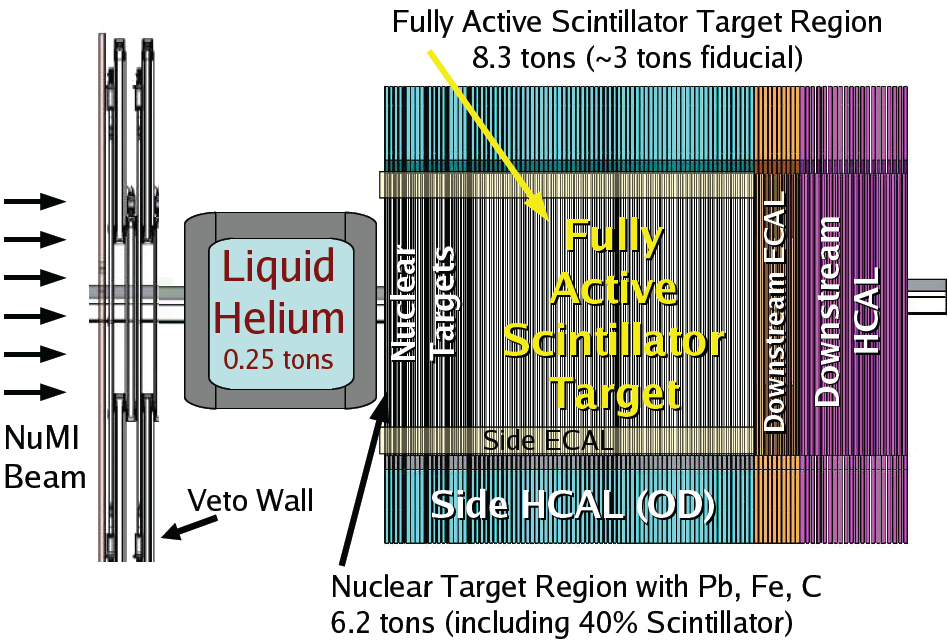 Fully Active Scintillator Target Region
8.3 tons (~3 tons fiducial)
NuMI
Beam
Veto Wall
Liquid
Helium
0.25 tons
Nuclear
Targets
Fully
Active
Scintillator
Target
Side ECAL
Side HCAL (OD)
Downstream ECAL
Downstream
HCAL
Nuclear Target Region with Pb, Fe, C
6.2 tons (including 40% Scintillator)